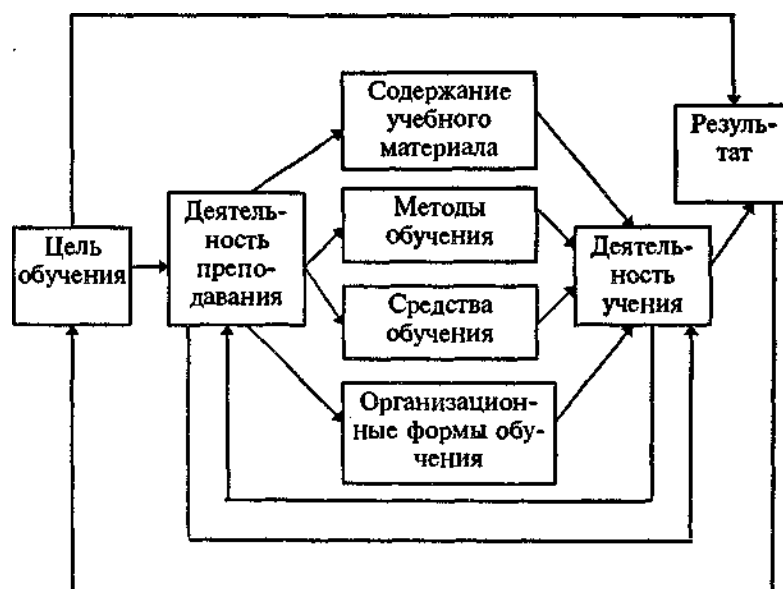 Цель
обучения
Деятель-
ность
препо-
давания
Содержание
учебного
материала
Методы
обучения
Средства
обучения
Организацион-
ные формы обу-
чения
Деятель-
ность
учения
Резуль-
тат